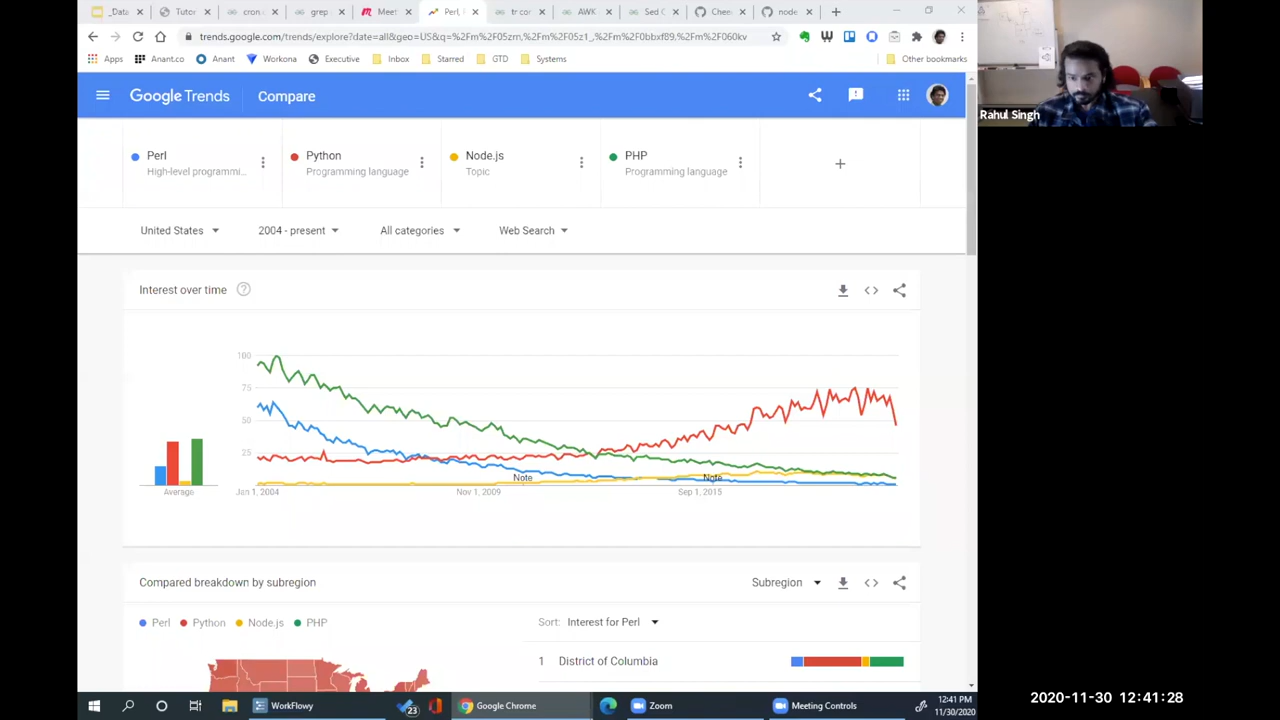 _Data
Tutor
cron
grep
Meet
Perl,
tr con
AWK
Sed C
Chee
node
trends.google.com/trends/explore?date=all&geo=US&q=%2Fm%2F05zrn,%2Fm%2F05z1_,%2Fm%2F0bbxf89,%2Fm%2F060kv
Apps
Anant.co
Anant
Workona
Executive
Inbox
Starred
GTD
Systems
Other bookmarks
Rahul Singh
Google Trends
Compare
Perl
High-level programmi...
Python
Programming language
Node.js
Topic
PHP
Programming language
United States
2004 - present
All categories
Web Search
Interest over time
100
75
50
25
Note
Note
Average
Jan 1, 2004
Nov 1, 2009
Sep 1, 2015
Compared breakdown by subregion
Subregion
Perl
Python
Node.js
PHP
Sort: Interest for Perl
1 District of Columbia
23
WorkFlowy
Google Chrome
Zoom
Meeting Controls
12:41 PM
11/30/2020
2020-11-30 12:41:28